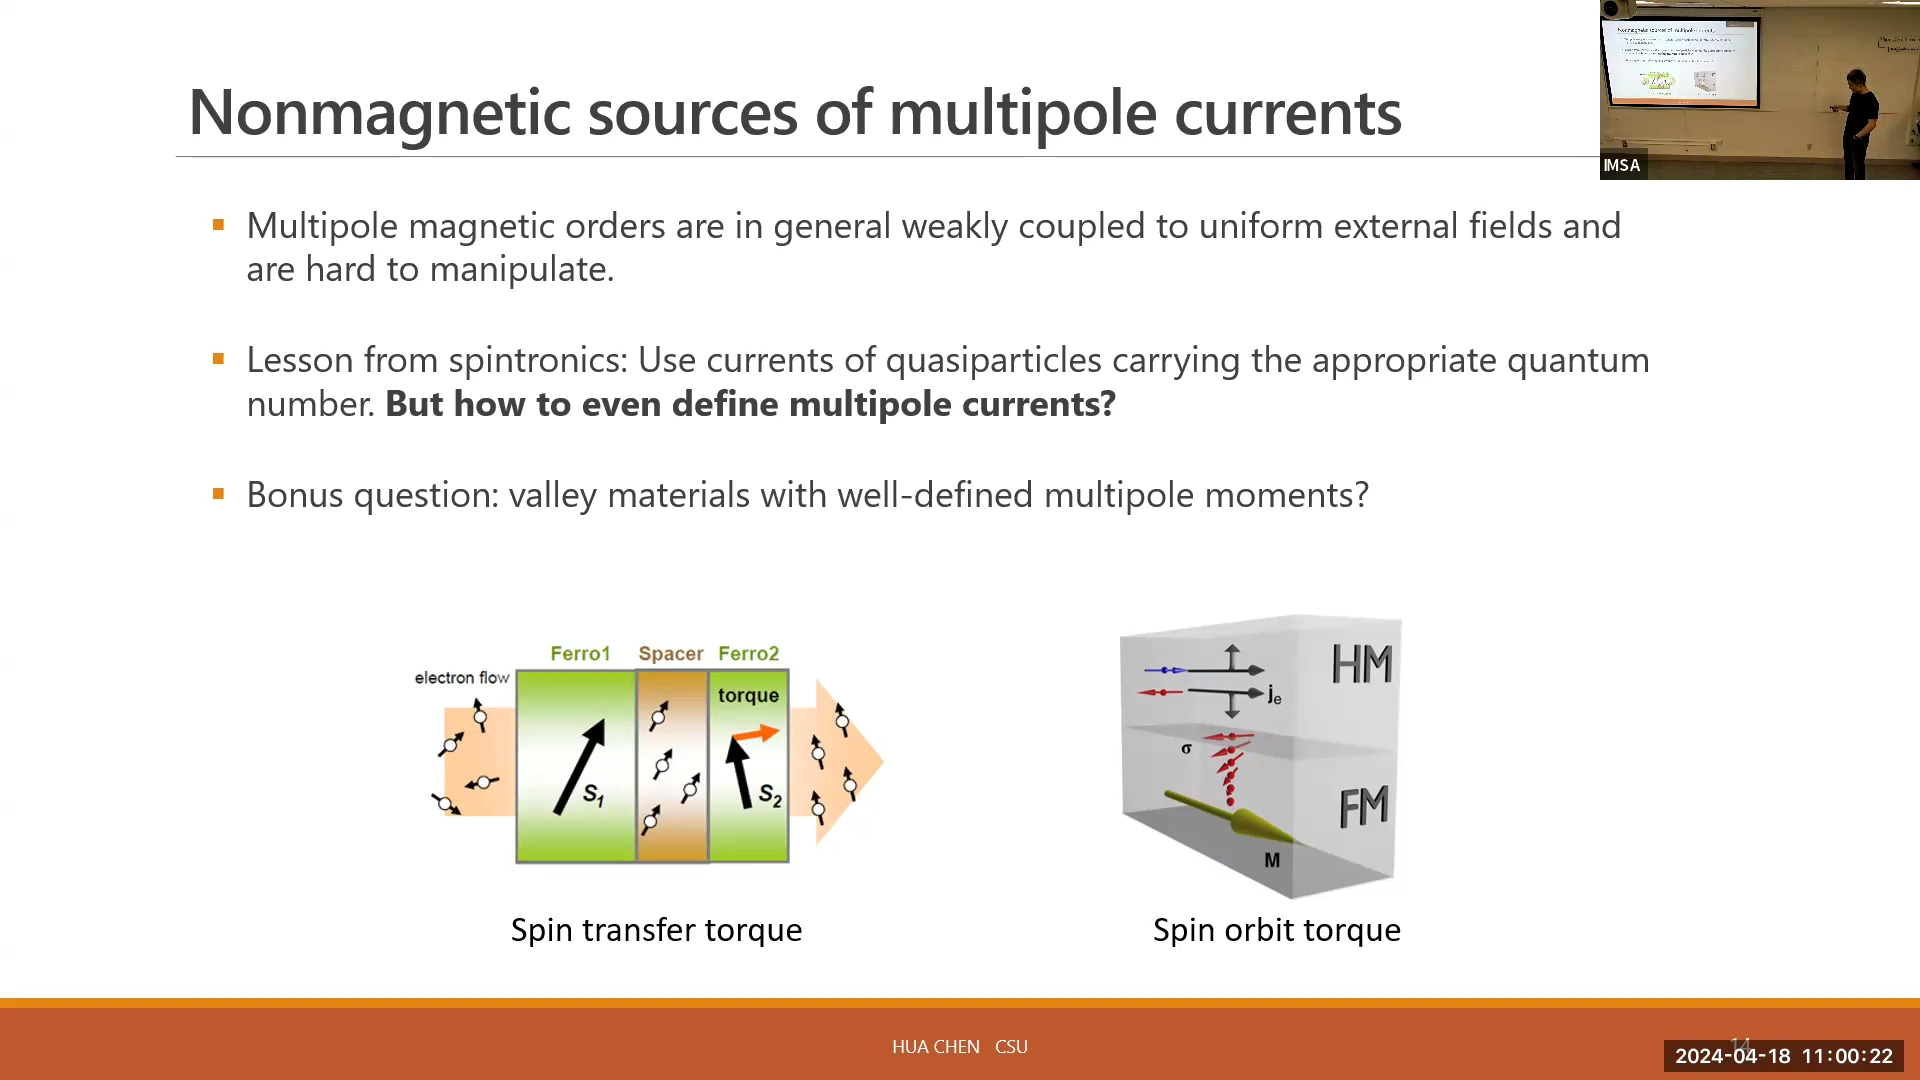 Nonmagnetic sources of multipole currents
IMSA
Multipole magnetic orders are in general weakly coupled to uniform external fields and
are hard to manipulate.
Lesson from spintronics: Use currents of quasiparticles carrying the appropriate quantum
number. But how to even define multipole currents?
Bonus question: valley materials with well-defined multipole moments?
Ferro1 Spacer Ferro2
electron flow
torque
S1
S2
Spin transfer torque
HM
je
σ
FM
M
Spin orbit torque
HUA CHEN CSU
14
2024-04-18 11:00:22